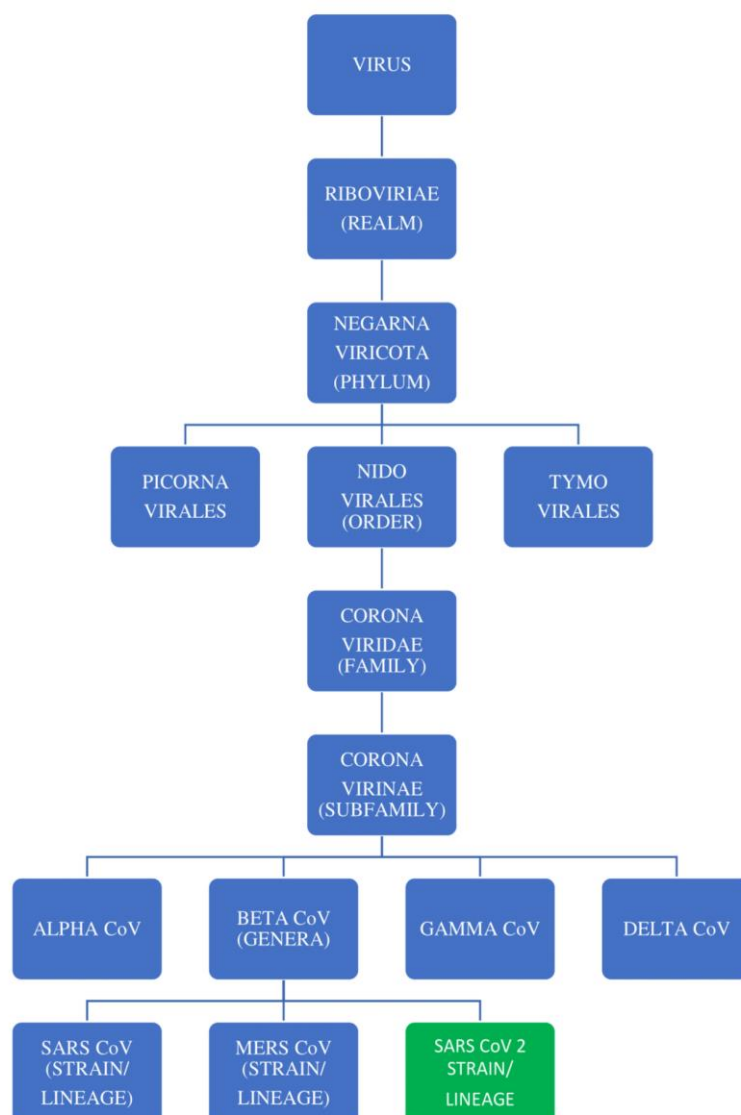 VIRUS
RIBOVIRIAE
(REALM)
NEGARNA
VIRICOTA
(PHYLUM)
PICORNA
VIRALES
NIDO
VIRALES
(ORDER)
TYMO
VIRALES
CORONA
VIRIDAE
(FAMILY)
CORONA
VIRINAE
(SUBFAMILY)
ALPHA CoV
BETA CoV
(GENERA)
GAMMA CoV
DELTA CoV
SARS CoV
(STRAIN/
LINEAGE)
MERS CoV
(STRAIN/
LINEAGE)
SARS CoV 2
STRAIN/
LINEAGE